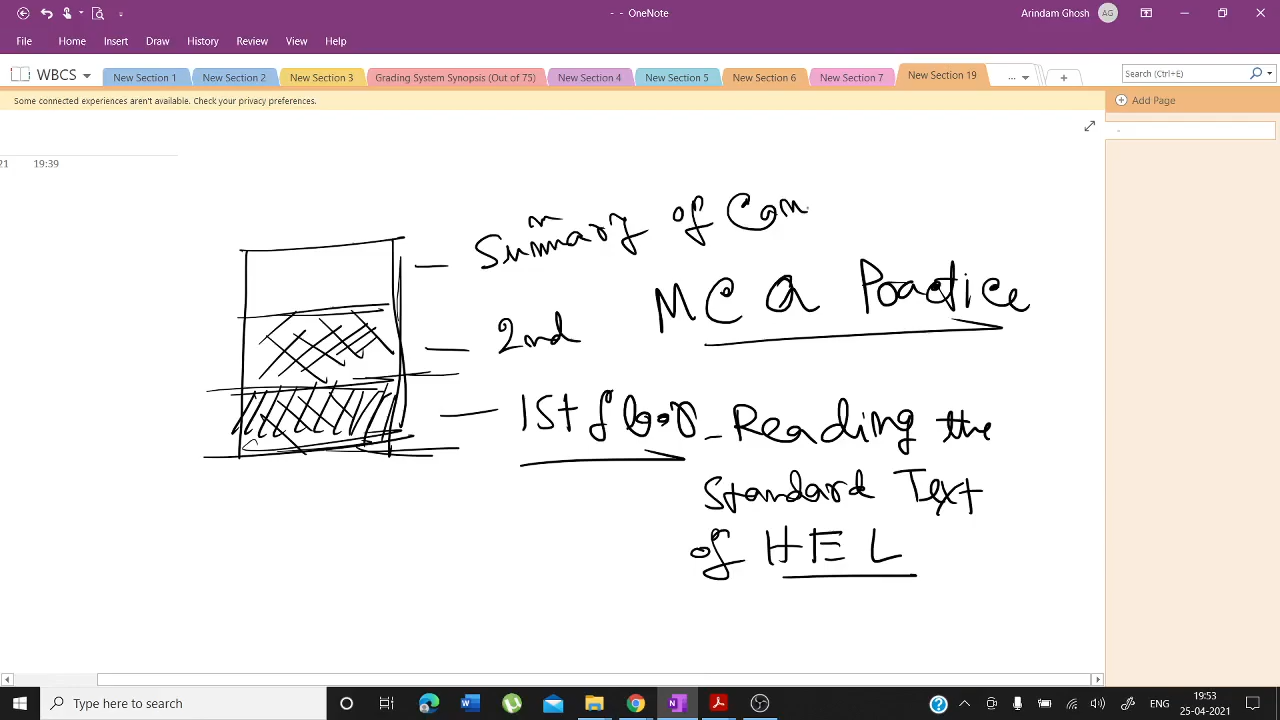 - - OneNote
Arindam Ghosh
AG
File Home Insert Draw History Review View Help
WBCS
New Section 1
New Section 2
New Section 3
Grading System Synopsis (Out of 75)
New Section 4
New Section 5
New Section 6
New Section 7
New Section 19
...
Search (Ctrl+E)
Some connected experiences aren't available. Check your privacy preferences.
Add Page
-
21 19:39
Summary of Com
MCQ Practice
2nd
1st floor - Reading the
Standard Text
of HEL
Type here to search
ENG
19:53
25-04-2021